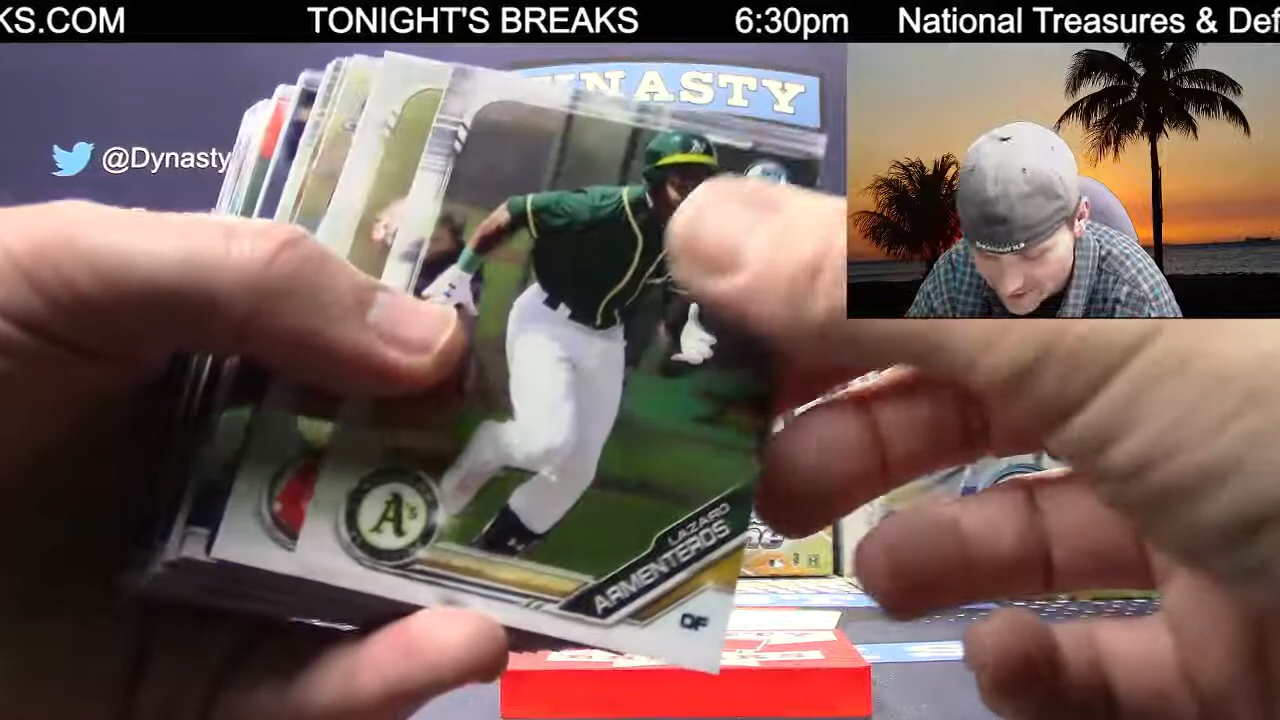 KS.COM TONIGHT'S BREAKS 6:30pm National Treasures & Def
DYNASTY
@Dynasty
A's
LAZARO
ARMENTEROS
OF